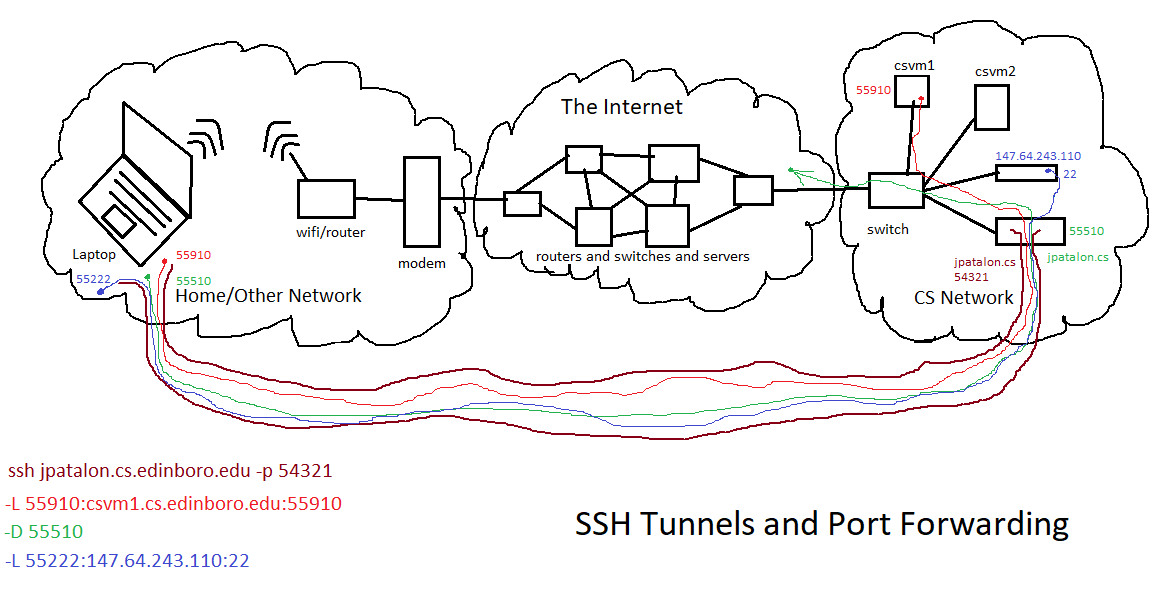 csvm1
csvm2
55910
The Internet
147.64.243.110
22
wifi/router
switch
55510
Laptop
modem
routers and switches and servers
jpatalon.cs
54321
jpatalon.cs
55910
55222
55510
Home/Other Network
CS Network
ssh jpatalon.cs.edinboro.edu -p 54321
-L 55910:csvm1.cs.edinboro.edu:55910
-D 55510
-L 55222:147.64.243.110:22
SSH Tunnels and Port Forwarding